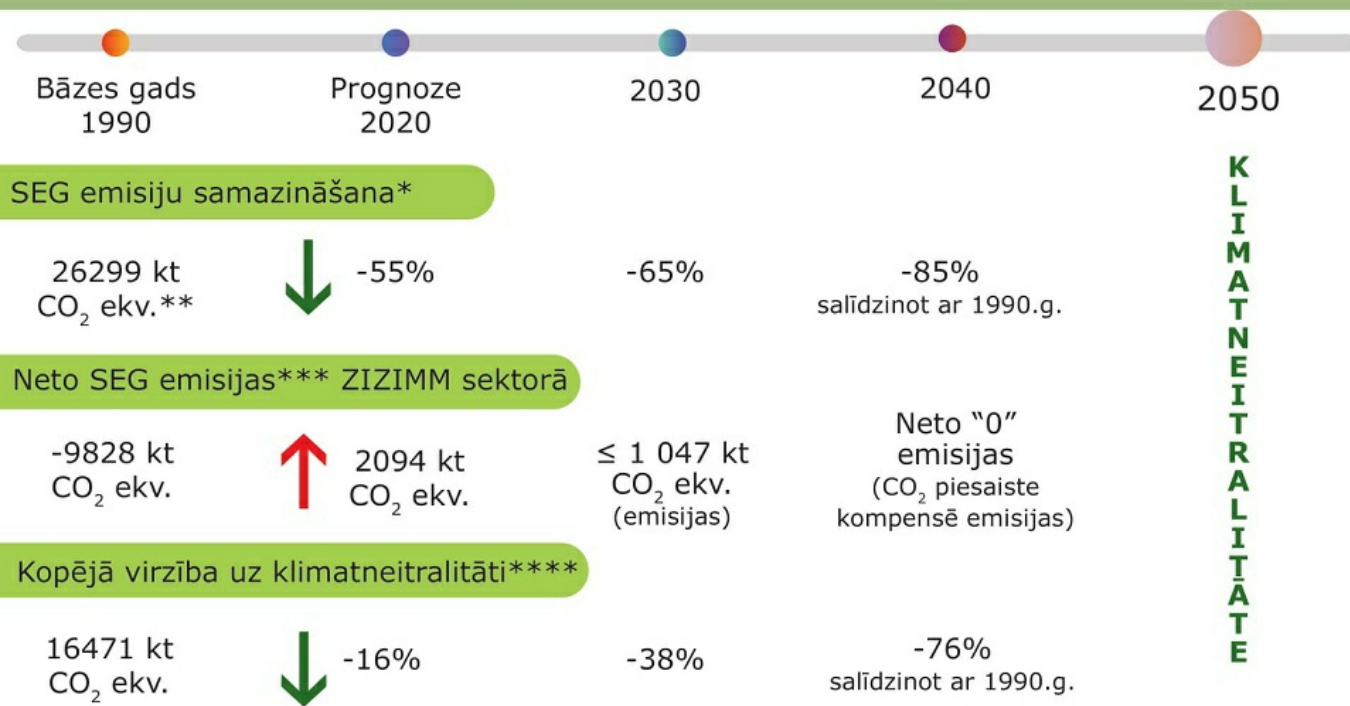 Bāzes gads
1990
Prognoze
2020
2030
2040
2050
SEG emisiju samazināšana*
26299 kt
CO₂ ekv.**
-55%
-65%
-85%
salīdzinot ar 1990.g.
Neto SEG emisijas*** ZIZIMM sektorā
-9828 kt
CO₂ ekv.
2094 kt
CO₂ ekv.
≤ 1 047 kt
CO₂ ekv.
(emisijas)
Neto “0”
emisijas
(CO₂ piesaiste
kompensē emisijas)
Kopējā virzība uz klimatneitralitāti****
16471 kt
CO₂ ekv.
-16%
-38%
-76%
salīdzinot ar 1990.g.
KLIMATNEITRALITĀTE